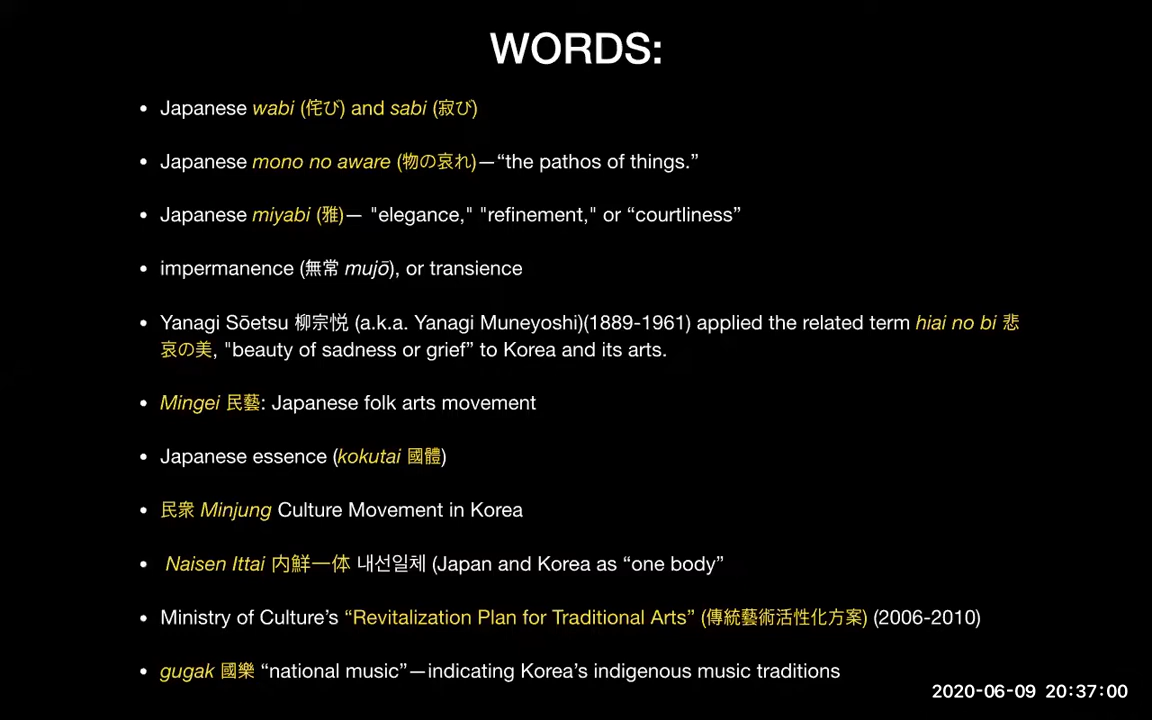 WORDS:
• Japanese wabi (侘び) and sabi (寂び)
• Japanese mono no aware (物の哀れ)—“the pathos of things.”
• Japanese miyabi (雅)— "elegance," "refinement," or “courtliness”
• impermanence (無常 mujō), or transience
• Yanagi Sōetsu 柳宗悦 (a.k.a. Yanagi Muneyoshi)(1889-1961) applied the related term hiai no bi 悲
哀の美, "beauty of sadness or grief” to Korea and its arts.
• Mingei 民藝: Japanese folk arts movement
• Japanese essence (kokutai 國體)
• 民衆 Minjung Culture Movement in Korea
• Naisen Ittai 内鮮一体 내선일체 (Japan and Korea as “one body”
• Ministry of Culture’s “Revitalization Plan for Traditional Arts” (傳統藝術活性化方案) (2006-2010)
• gugak 國樂 “national music”—indicating Korea’s indigenous music traditions
2020-06-09 20:37:00